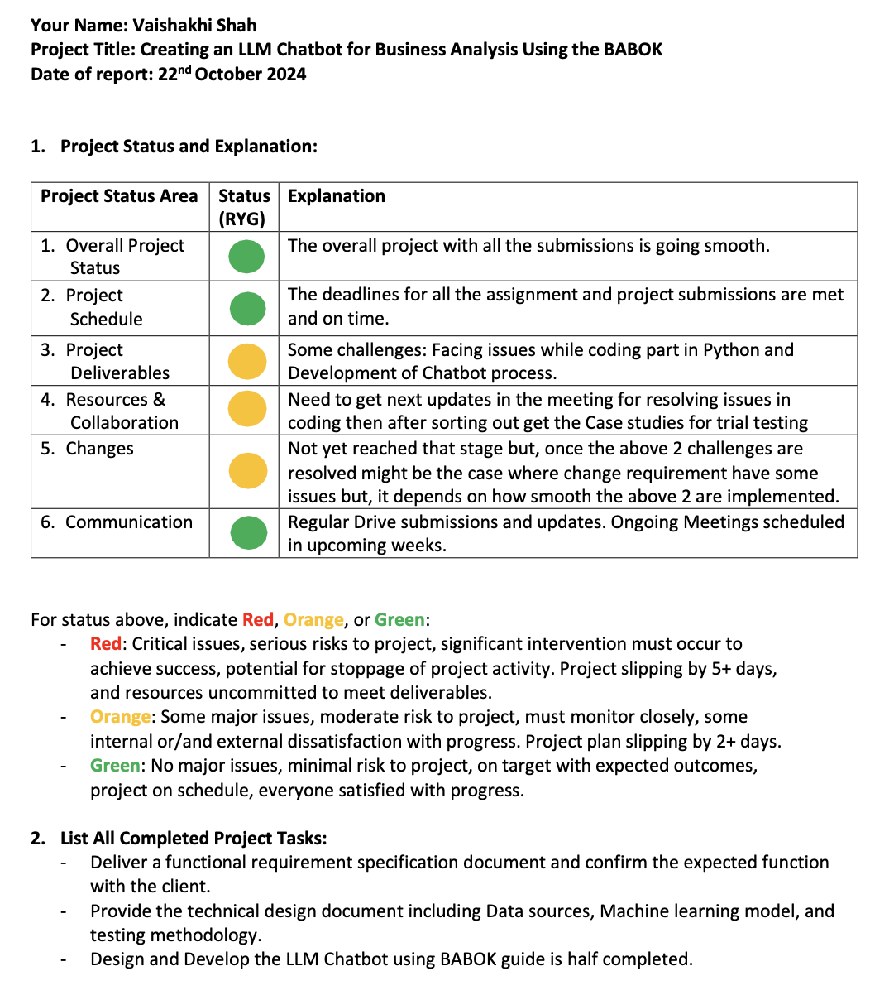 Your Name: Vaishakhi Shah
Project Title: Creating an LLM Chatbot for Business Analysis Using the BABOK
Date of report: 22nd October 2024
1. Project Status and Explanation:
Project Status Area
Status
(RYG)
Explanation
1. Overall Project
Status
The overall project with all the submissions is going smooth.
2. Project
Schedule
The deadlines for all the assignment and project submissions are met
and on time.
3. Project
Deliverables
Some challenges: Facing issues while coding part in Python and
Development of Chatbot process.
4. Resources &
Collaboration
Need to get next updates in the meeting for resolving issues in
coding then after sorting out get the Case studies for trial testing
5. Changes
Not yet reached that stage but, once the above 2 challenges are
resolved might be the case where change requirement have some
issues but, it depends on how smooth the above 2 are implemented.
6. Communication
Regular Drive submissions and updates. Ongoing Meetings scheduled
in upcoming weeks.
For status above, indicate Red, Orange, or Green:
- Red: Critical issues, serious risks to project, significant intervention must occur to
achieve success, potential for stoppage of project activity. Project slipping by 5+ days,
and resources uncommitted to meet deliverables.
- Orange: Some major issues, moderate risk to project, must monitor closely, some
internal or/and external dissatisfaction with progress. Project plan slipping by 2+ days.
- Green: No major issues, minimal risk to project, on target with expected outcomes,
project on schedule, everyone satisfied with progress.
2. List All Completed Project Tasks:
- Deliver a functional requirement specification document and confirm the expected function
with the client.
- Provide the technical design document including Data sources, Machine learning model, and
testing methodology.
- Design and Develop the LLM Chatbot using BABOK guide is half completed.